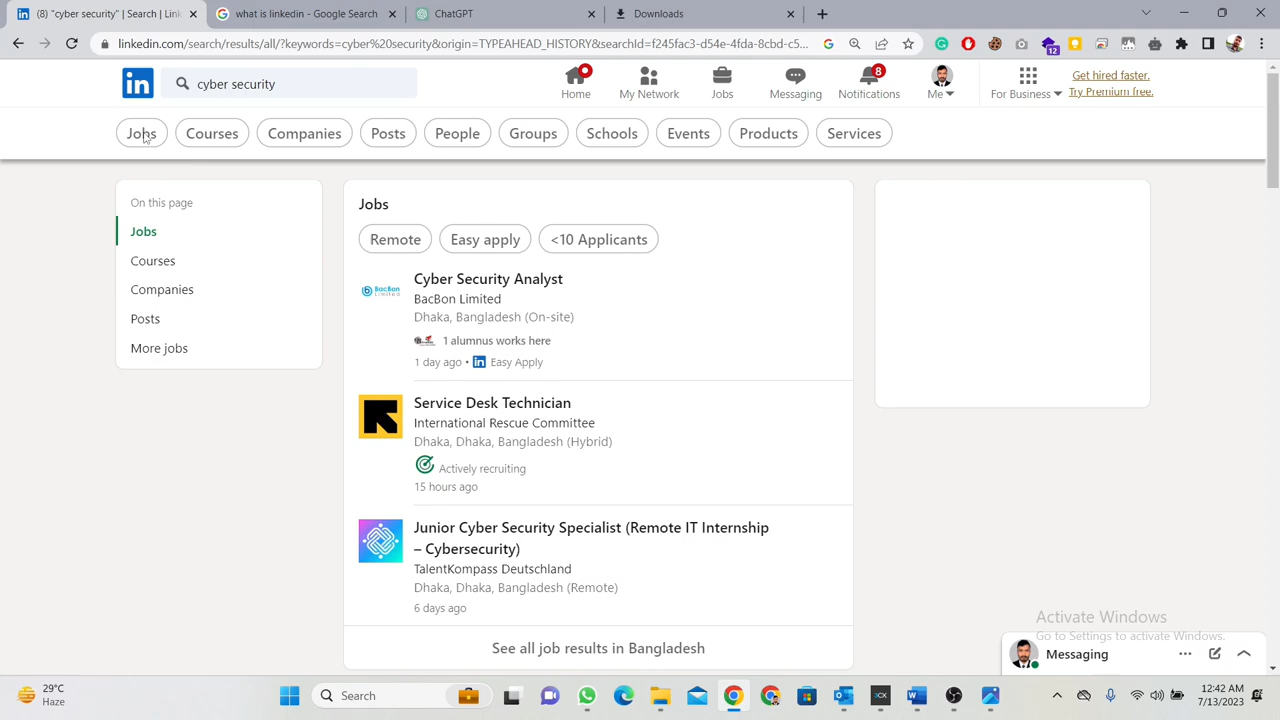 (8) "cyber security" | Search | Lin
what is linkedin - Google Search
ChatGPT
Downloads
linkedin.com/search/results/all/?keywords=cyber%20security&origin=TYPEAHEAD_HISTORY&searchId=f245fac3-d54e-4fda-8cbd-c5...
12
in
cyber security
Home
My Network
Jobs
Messaging
8
Notifications
Me
For Business
Get hired faster.
Try Premium free.
Jobs
Courses
Companies
Posts
People
Groups
Schools
Events
Products
Services
On this page
Jobs
Courses
Companies
Posts
More jobs
Jobs
Remote
Easy apply
<10 Applicants
BacBon
Limited
Cyber Security Analyst
BacBon Limited
Dhaka, Bangladesh (On-site)
1 alumnus works here
1 day ago • in Easy Apply
Service Desk Technician
International Rescue Committee
Dhaka, Dhaka, Bangladesh (Hybrid)
Actively recruiting
15 hours ago
Junior Cyber Security Specialist (Remote IT Internship
– Cybersecurity)
TalentKompass Deutschland
Dhaka, Dhaka, Bangladesh (Remote)
6 days ago
See all job results in Bangladesh
Activate Windows
Go to Settings to activate Windows.
Messaging
29°C
Haze
Search
12:42 AM
7/13/2023